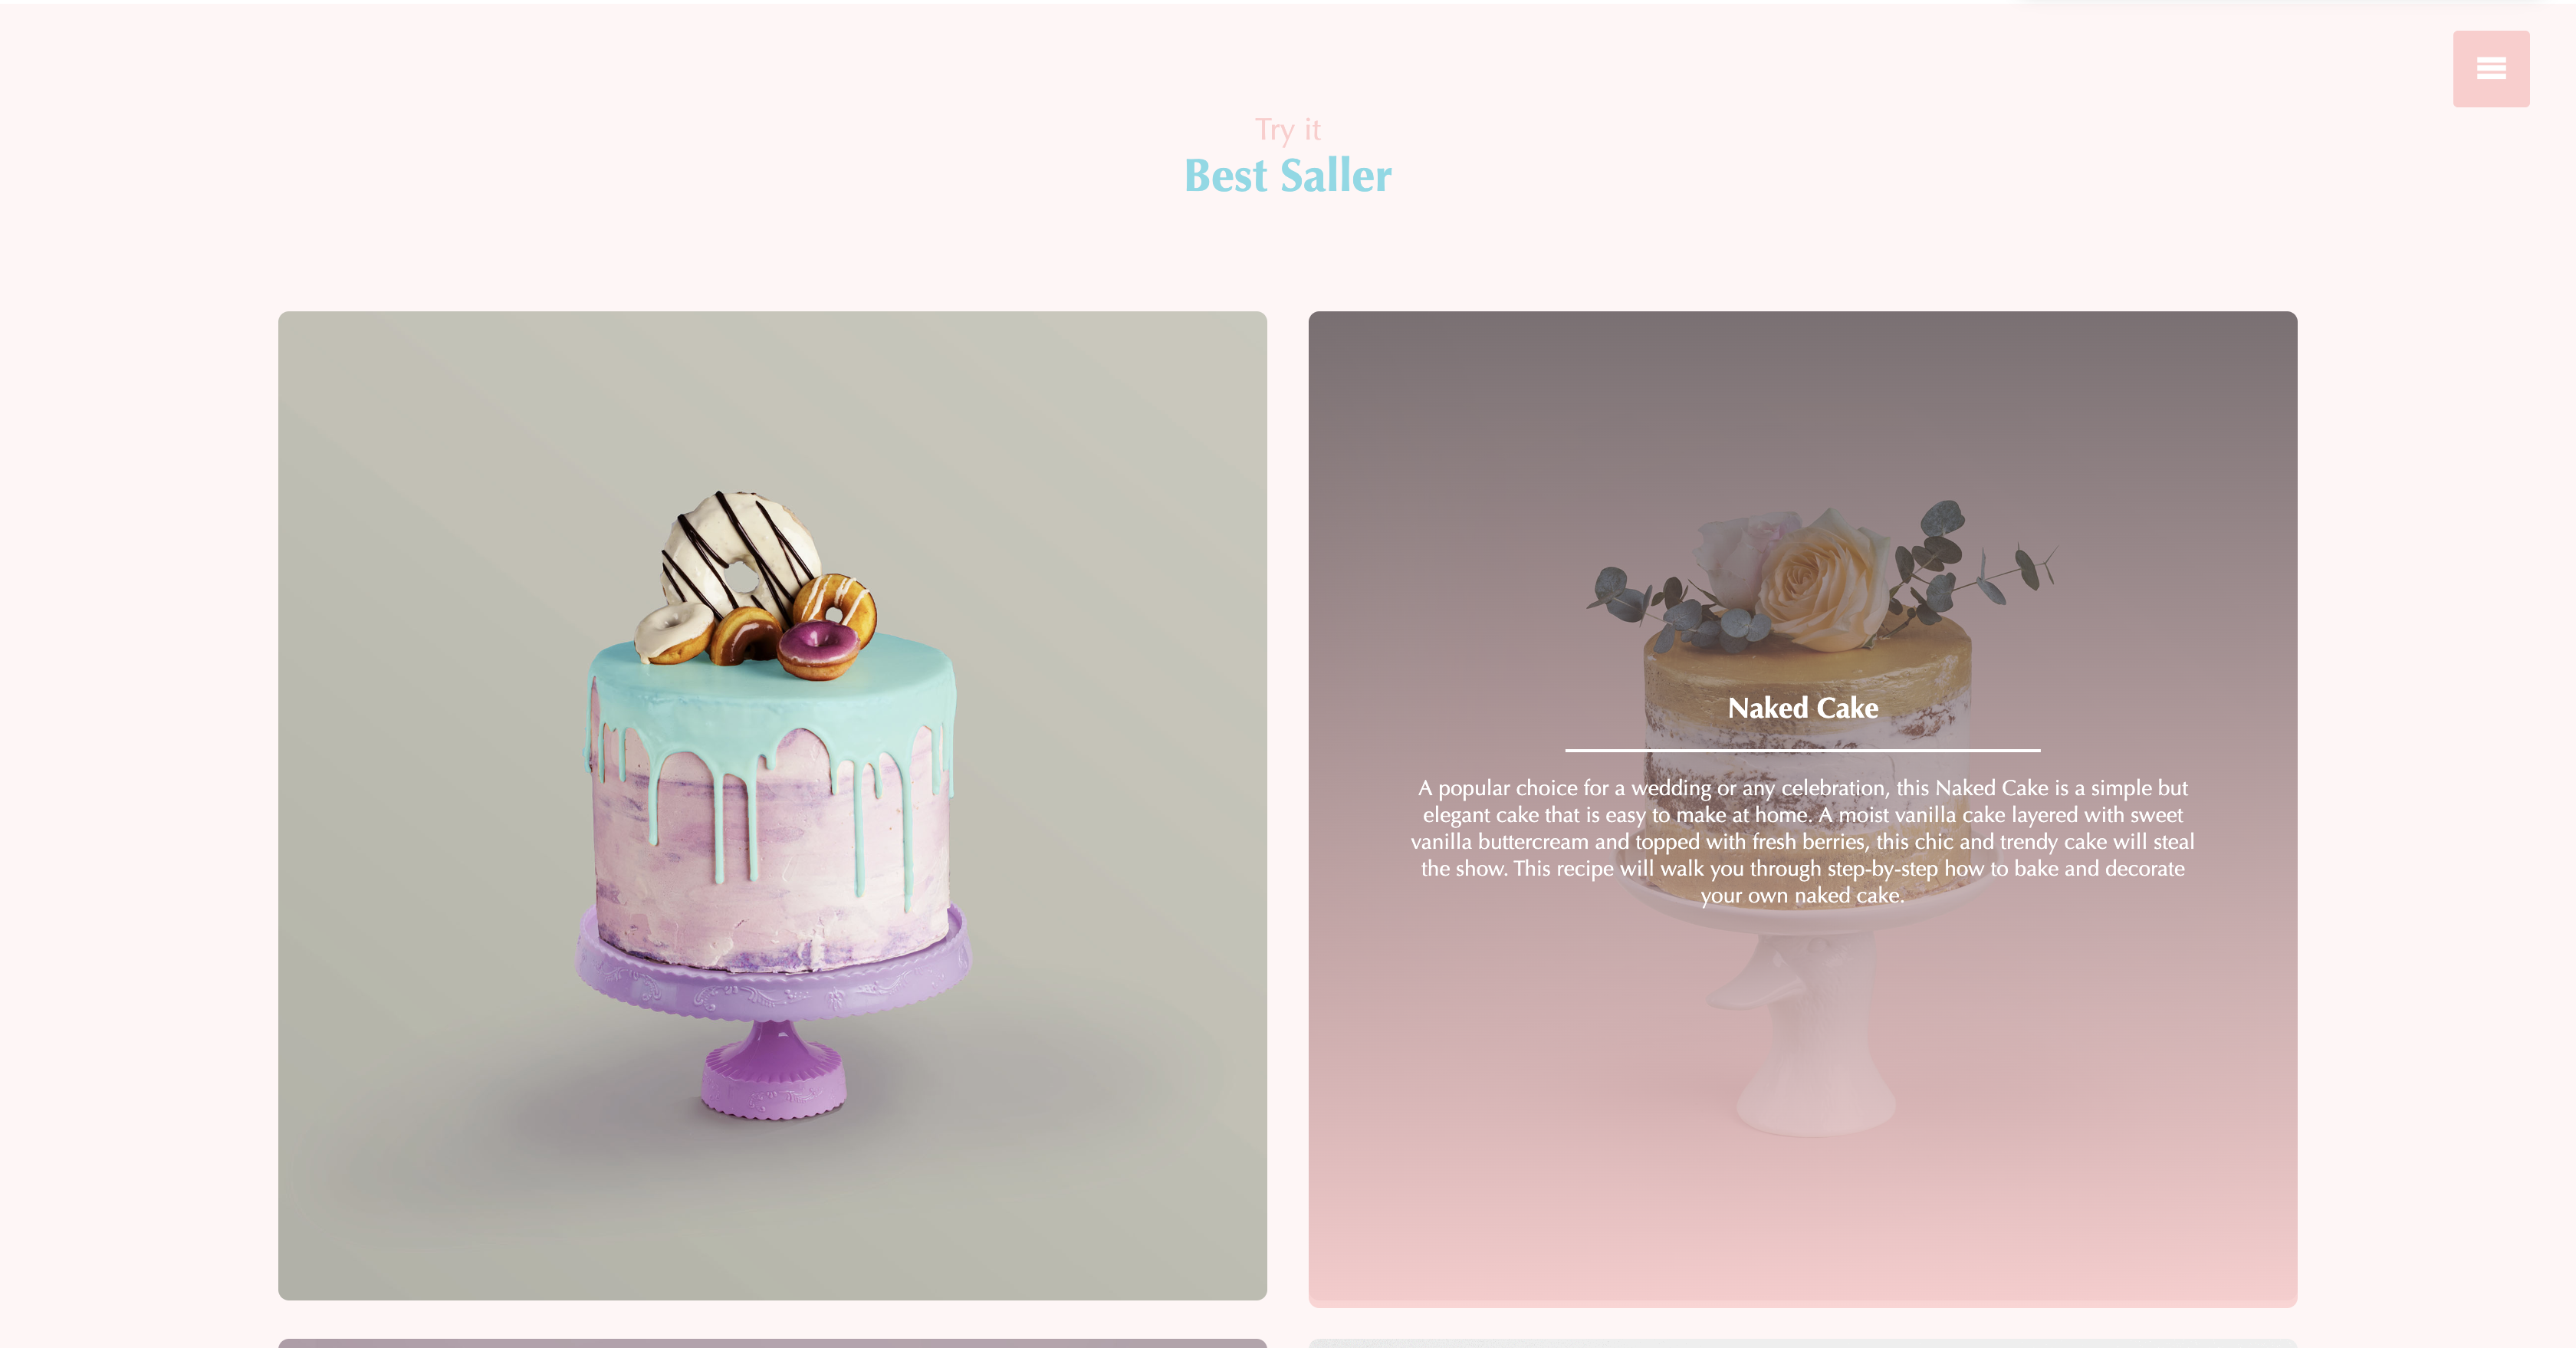 Try it
Best Saller
Naked Cake
A popular choice for a wedding or any celebration, this Naked Cake is a simple but
elegant cake that is easy to make at home. A moist vanilla cake layered with sweet
vanilla buttercream and topped with fresh berries, this chic and trendy cake will steal
the show. This recipe will walk you through step-by-step how to bake and decorate
your own naked cake.